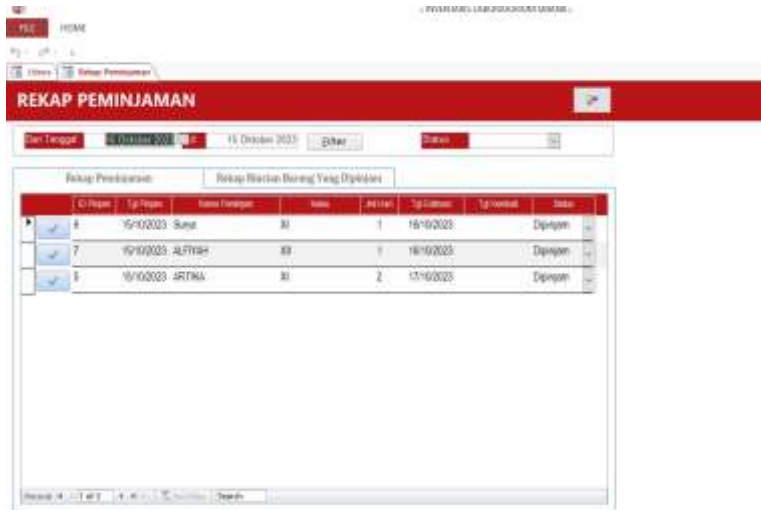 FILE HOME
Rekap Peminjaman
REKAP PEMINJAMAN
Dari Tanggal 15 Oktober 2023 Filter Status
Rekap Peminjaman Rekap Rincian Barang Yang Dipinjam
ID Pinjam Tgl Pinjam Nama Peminjam Kelas Jml Hari Tgl Estimasi Tgl Kembali Status
6 15/10/2023 Surya XI 1 16/10/2023 Dipinjam
7 15/10/2023 ALFIYAH XII 1 16/10/2023 Dipinjam
5 15/10/2023 ARTIKA XI 2 17/10/2023 Dipinjam
Record: 1 of 3 Search